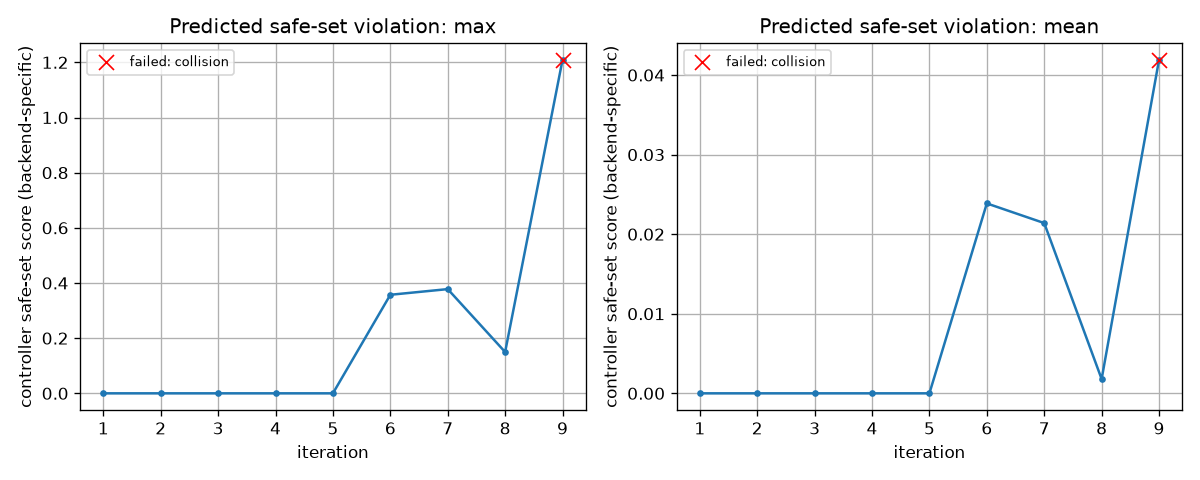 Predicted safe-set violation: max
controller safe-set score (backend-specific)
failed: collision
1.2
1.0
0.8
0.6
0.4
0.2
0.0
1 2 3 4 5 6 7 8 9
iteration
Predicted safe-set violation: mean
controller safe-set score (backend-specific)
failed: collision
0.04
0.03
0.02
0.01
0.00
1 2 3 4 5 6 7 8 9
iteration